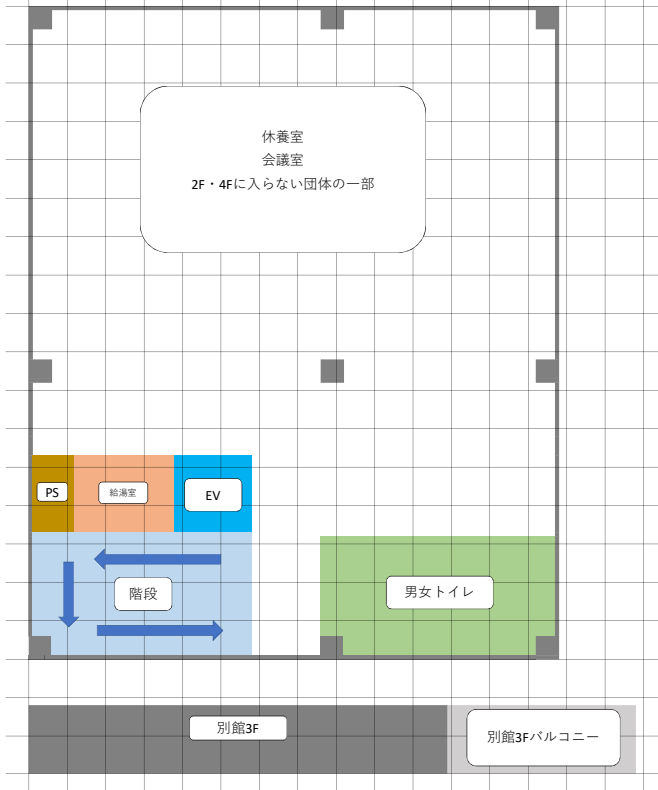 休養室
会議室
2F・4Fに入らない団体の一部
PS
給湯室
EV
階段
男女トイレ
別館3F
別館3Fバルコニー